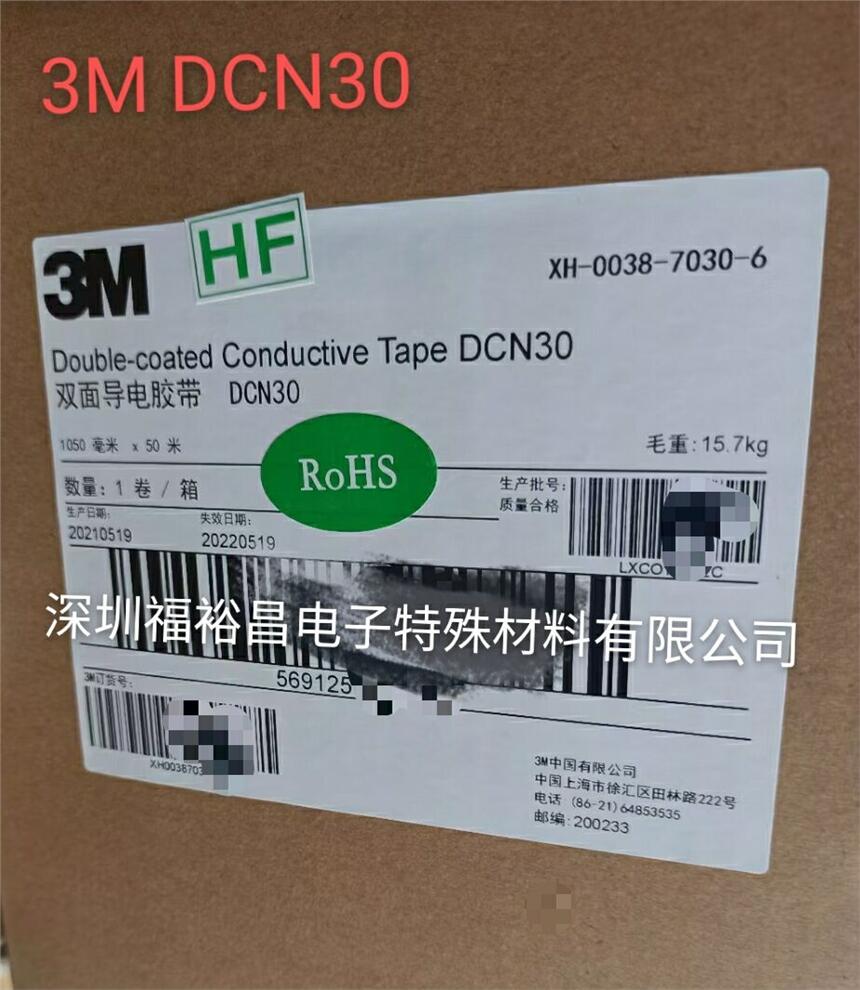 3M DCN30
3M
HF
XH-0038-7030-6
Double-coated Conductive Tape DCN30
双面导电胶带 DCN30
1050 毫米 x 50 米
毛重:15.7kg
RoHS
数量: 1 卷 / 箱
生产批号:
质量合格
生产日期:
失效日期:
20210519
20220519
LXCO
深圳福裕昌电子特殊材料有限公司
569125
3M订货号:
XH003870
3M中国有限公司
中国上海市徐汇区田林路222号
电话 (86-21)64853535
邮编:200233